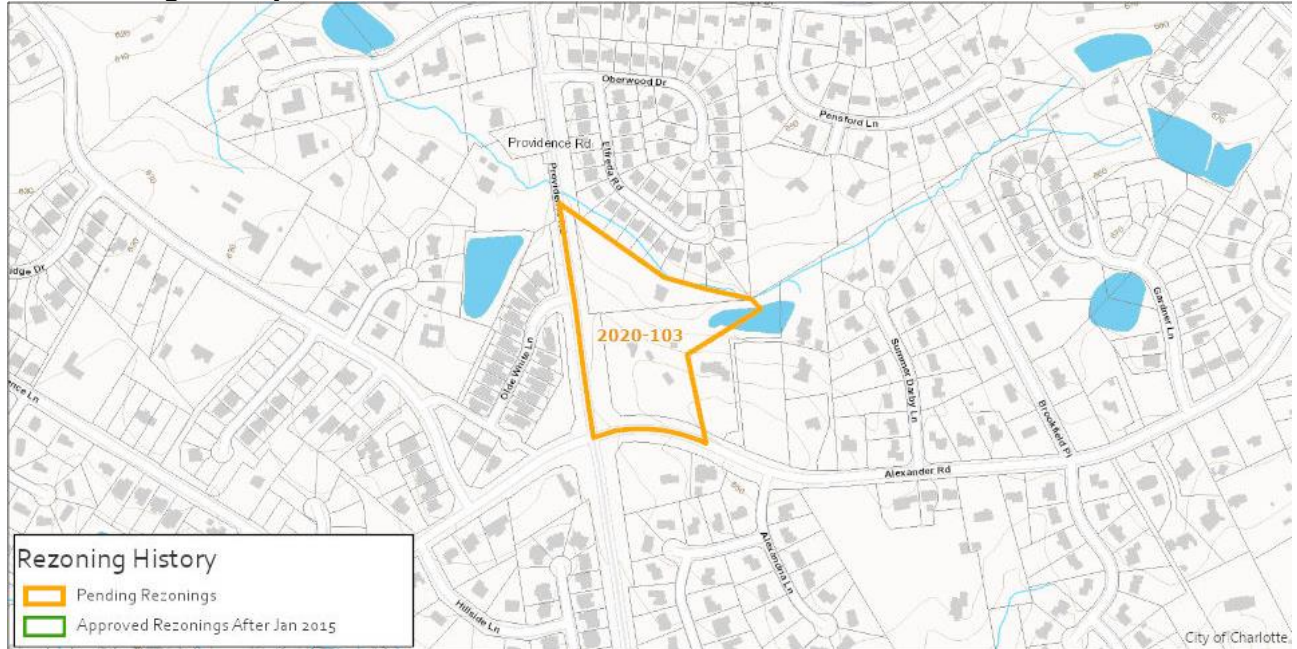 Oberwood Dr
Pensford Ln
Providence Rd
Elfreda Rd
2020-103
Olde White Ln
Summer Darby Ln
Gardner Ln
Brookfield Pl
Alexander Rd
Alexandria Ln
Hillside Ln
Rezoning History
Pending Rezonings
Approved Rezonings After Jan 2015
City of Charlotte